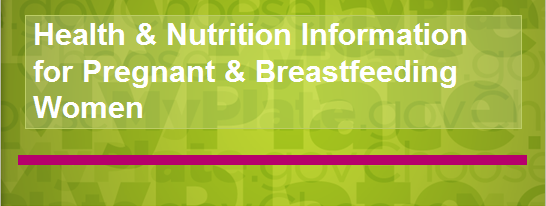 Health & Nutrition Information
for Pregnant & Breastfeeding
Women